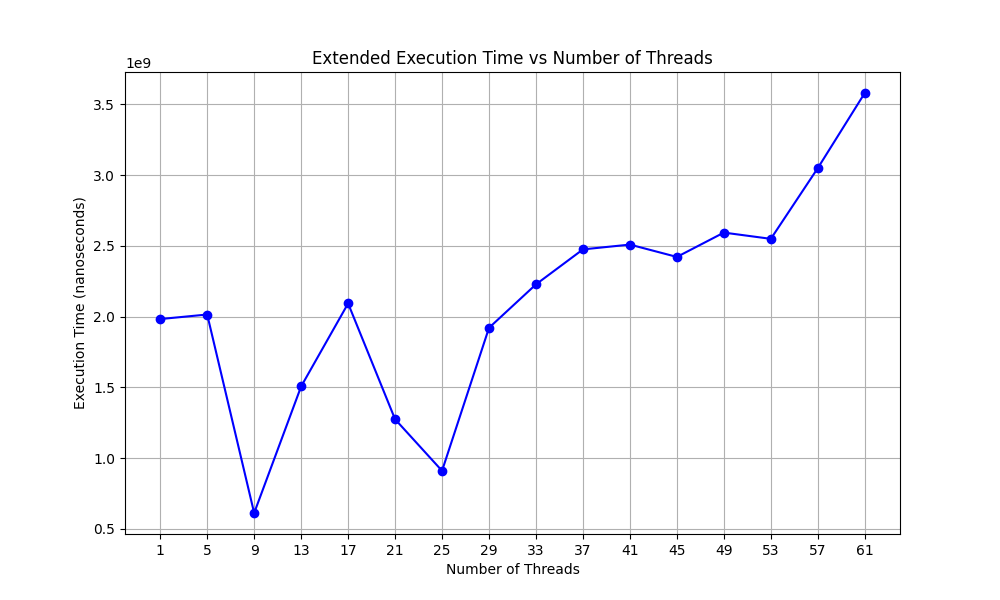 Extended Execution Time vs Number of Threads
1e9
3.5
3.0
2.5
2.0
1.5
1.0
0.5
Execution Time (nanoseconds)
1 5 9 13 17 21 25 29 33 37 41 45 49 53 57 61
Number of Threads